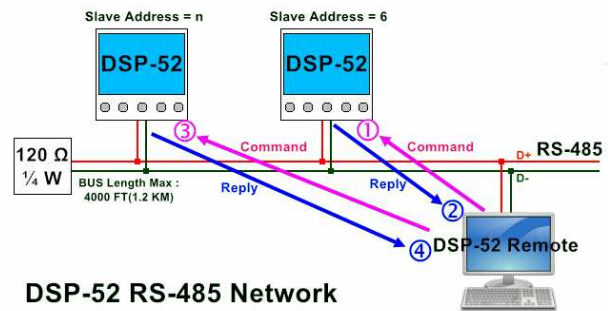 Slave Address = n
Slave Address = 6
DSP-52
DSP-52
③
①
Command
Command
120 Ω
¼ W
D+
RS-485
D-
BUS Length Max :
4000 FT(1.2 KM)
Reply
Reply
②
④
DSP-52 Remote
DSP-52 RS-485 Network